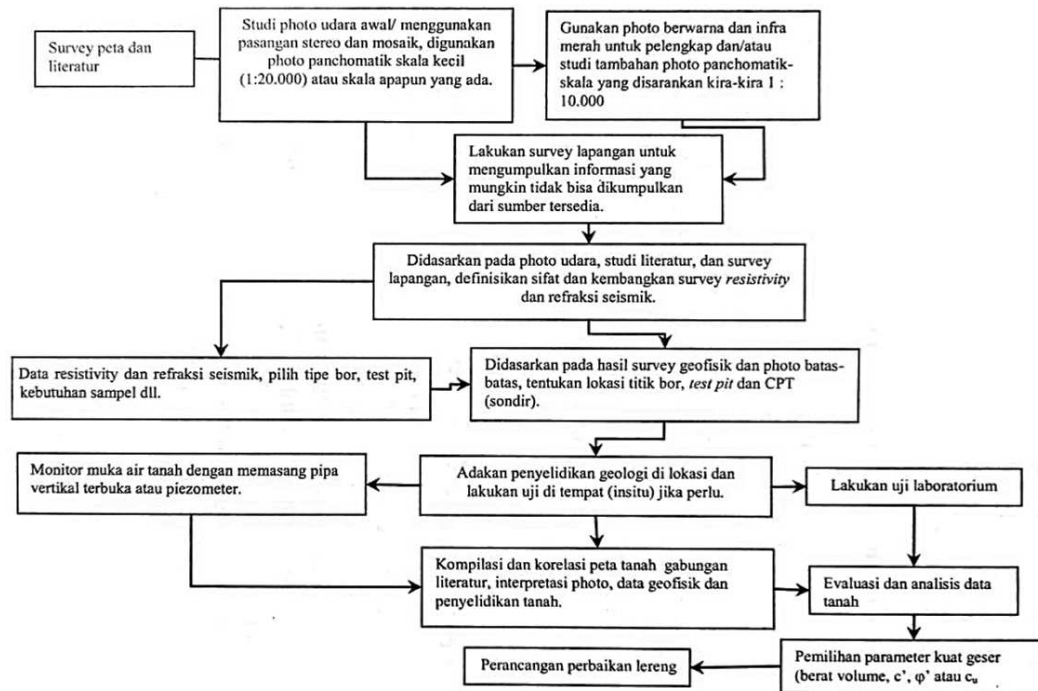 Survey peta dan
literatur
Studi photo udara awal/ menggunakan
pasangan stereo dan mosaik, digunakan
photo panchomatik skala kecil
(1:20.000) atau skala apapun yang ada.
Gunakan photo berwarna dan infra
merah untuk pelengkap dan/atau
studi tambahan photo panchomatik-
skala yang disarankan kira-kira 1 :
10.000
Lakukan survey lapangan untuk
mengumpulkan informasi yang
mungkin tidak bisa dikumpulkan
dari sumber tersedia.
Didasarkan pada photo udara, studi literatur, dan survey
lapangan, definisikan sifat dan kembangkan survey resistivity
dan refraksi seismik.
Data resistivity dan refraksi seismik, pilih tipe bor, test pit,
kebutuhan sampel dll.
Didasarkan pada hasil survey geofisik dan photo batas-
batas, tentukan lokasi titik bor, test pit dan CPT
(sondir).
Monitor muka air tanah dengan memasang pipa
vertikal terbuka atau piezometer.
Adakan penyelidikan geologi di lokasi dan
lakukan uji di tempat (insitu) jika perlu.
Lakukan uji laboratorium
Kompilasi dan korelasi peta tanah gabungan
literatur, interpretasi photo, data geofisik dan
penyelidikan tanah.
Evaluasi dan analisis data
tanah
Pemilihan parameter kuat geser
(berat volume, c', φ' atau cᵤ
Perancangan perbaikan lereng